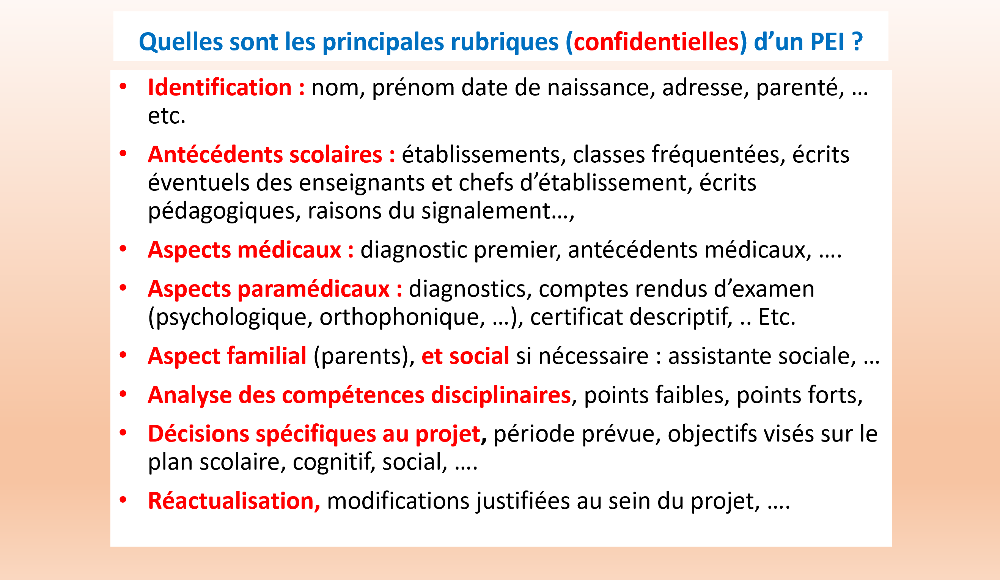 Quelles sont les principales rubriques (confidentielles) d’un PEI ?
• Identification : nom, prénom date de naissance, adresse, parenté, …
etc.
• Antécédents scolaires : établissements, classes fréquentées, écrits
éventuels des enseignants et chefs d’établissement, écrits
pédagogiques, raisons du signalement…,
• Aspects médicaux : diagnostic premier, antécédents médicaux, ….
• Aspects paramédicaux : diagnostics, comptes rendus d’examen
(psychologique, orthophonique, …), certificat descriptif, .. Etc.
• Aspect familial (parents), et social si nécessaire : assistante sociale, …
• Analyse des compétences disciplinaires, points faibles, points forts,
• Décisions spécifiques au projet, période prévue, objectifs visés sur le
plan scolaire, cognitif, social, ….
• Réactualisation, modifications justifiées au sein du projet, ….